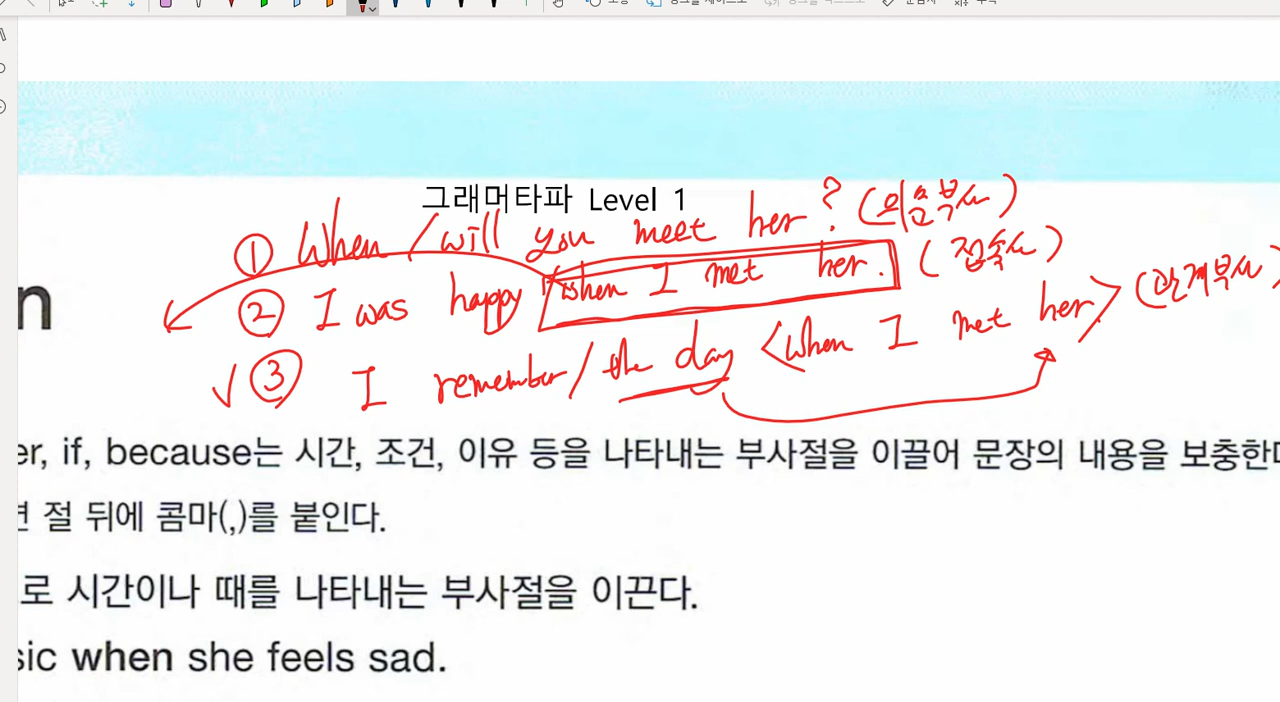 그래머타파 Level 1
① When / will you meet her? (의문부사)
② I was happy when I met her. (접속사)
✓ ③ I remember / the day <when I met her> (관계부사)
n
er, if, because는 시간, 조건, 이유 등을 나타내는 부사절을 이끌어 문장의 내용을 보충한다
면 절 뒤에 콤마(,)를 붙인다.
로 시간이나 때를 나타내는 부사절을 이끈다.
sic when she feels sad.